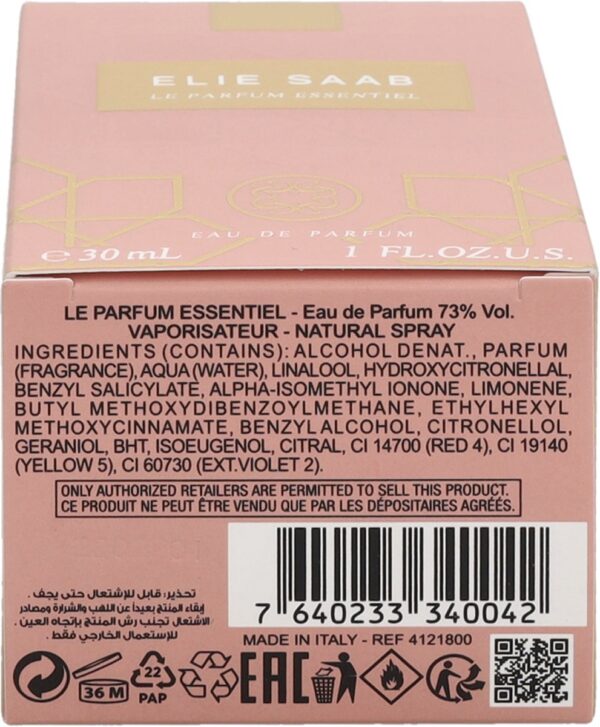 ELIE SAAB
LE PARFUM ESSENTIEL
EAU DE PARFUM
℮ 30 mL 1 FL.OZ.U.S.
LE PARFUM ESSENTIEL - Eau de Parfum 73% Vol.
VAPORISATEUR - NATURAL SPRAY
INGREDIENTS (CONTAINS): ALCOHOL DENAT., PARFUM
(FRAGRANCE), AQUA (WATER), LINALOOL, HYDROXYCITRONELLAL,
BENZYL SALICYLATE, ALPHA-ISOMETHYL IONONE, LIMONENE,
BUTYL METHOXYDIBENZOYLMETHANE, ETHYLHEXYL
METHOXYCINNAMATE, BENZYL ALCOHOL, CITRONELLOL,
GERANIOL, BHT, ISOEUGENOL, CITRAL, CI 14700 (RED 4), CI 19140
(YELLOW 5), CI 60730 (EXT.VIOLET 2).
ONLY AUTHORIZED RETAILERS ARE PERMITTED TO SELL THIS PRODUCT.
CE PRODUIT NE PEUT ÊTRE VENDU QUE PAR LES DÉPOSITAIRES AGRÉÉS.
تحذير: قابل للإشتعال حتى يجف.
إبقاء المنتج بعيداً عن اللهب والشرارة ومصادر
الاشتعال تجنب رش المنتج بإتجاه العين.
للإستعمال الخارجي فقط.
7 640233 340042
MADE IN ITALY - REF 4121800
36 M
22
PAP
EAC